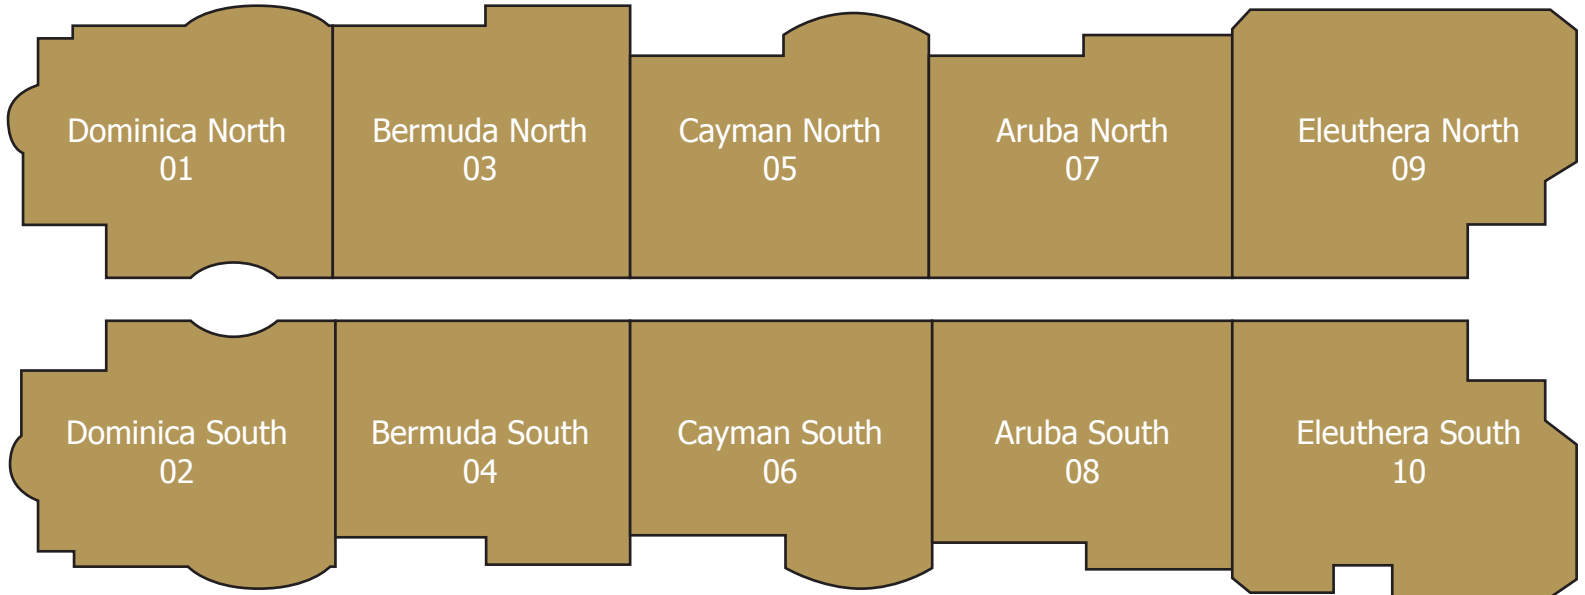 Dominica North
01
Bermuda North
03
Cayman North
05
Aruba North
07
Eleuthera North
09
Dominica South
02
Bermuda South
04
Cayman South
06
Aruba South
08
Eleuthera South
10